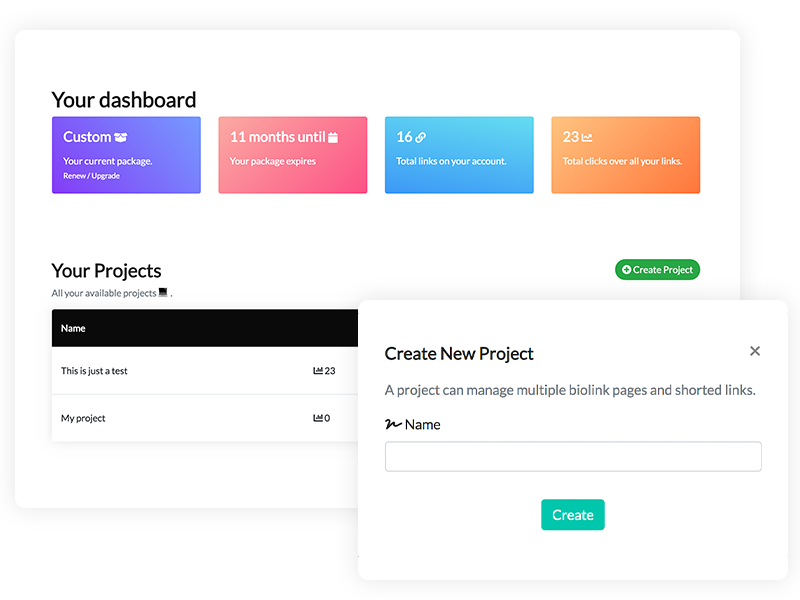 Your dashboard
Custom
Your current package.
Renew / Upgrade
11 months until
Your package expires
16
Total links on your account.
23
Total clicks over all your links.
Your Projects
All your available projects .
Create Project
Name
This is just a test
23
My project
0
Create New Project
×
A project can manage multiple biolink pages and shorted links.
Name
Create